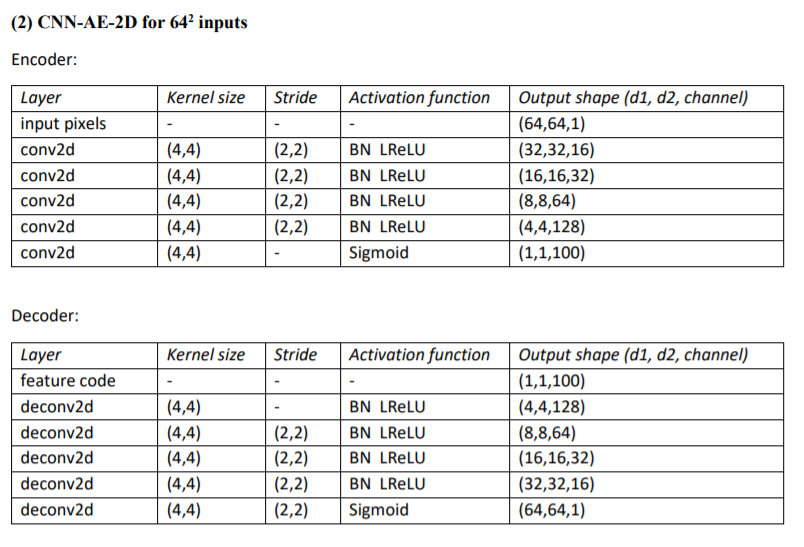 (2) CNN-AE-2D for 64² inputs
Encoder:
Layer Kernel size Stride Activation function Output shape (d1, d2, channel)
input pixels - - - (64,64,1)
conv2d (4,4) (2,2) BN LReLU (32,32,16)
conv2d (4,4) (2,2) BN LReLU (16,16,32)
conv2d (4,4) (2,2) BN LReLU (8,8,64)
conv2d (4,4) (2,2) BN LReLU (4,4,128)
conv2d (4,4) - Sigmoid (1,1,100)
Decoder:
Layer Kernel size Stride Activation function Output shape (d1, d2, channel)
feature code - - - (1,1,100)
deconv2d (4,4) - BN LReLU (4,4,128)
deconv2d (4,4) (2,2) BN LReLU (8,8,64)
deconv2d (4,4) (2,2) BN LReLU (16,16,32)
deconv2d (4,4) (2,2) BN LReLU (32,32,16)
deconv2d (4,4) (2,2) Sigmoid (64,64,1)